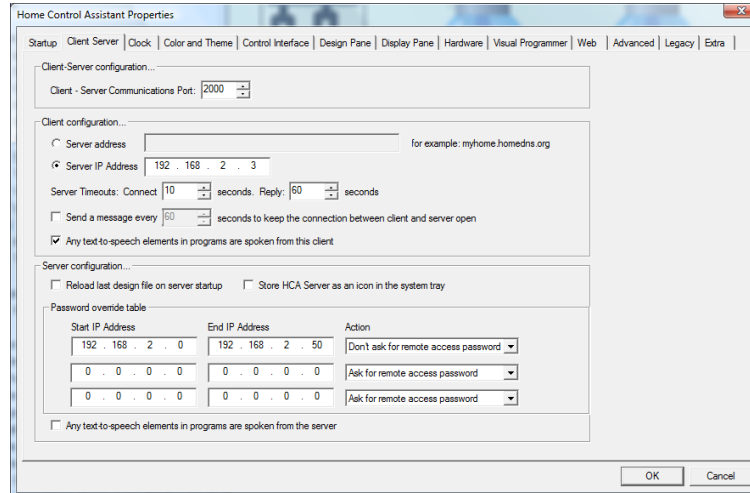 Home Control Assistant Properties
Startup Client Server Clock Color and Theme Control Interface Design Pane Display Pane Hardware Visual Programmer Web Advanced Legacy Extra
Client-Server configuration...
Client - Server Communications Port: 2000
Client configuration...
Server address for example: myhome.homedns.org
Server IP Address 192 . 168 . 2 . 3
Server Timeouts: Connect 10 seconds. Reply: 60 seconds
Send a message every 60 seconds to keep the connection between client and server open
Any text-to-speech elements in programs are spoken from this client
Server configuration...
Reload last design file on server startup Store HCA Server as an icon in the system tray
Password override table
Start IP Address End IP Address Action
192 . 168 . 2 . 0 192 . 168 . 2 . 50 Don't ask for remote access password
0 . 0 . 0 . 0 0 . 0 . 0 . 0 Ask for remote access password
0 . 0 . 0 . 0 0 . 0 . 0 . 0 Ask for remote access password
Any text-to-speech elements in programs are spoken from the server
OK Cancel